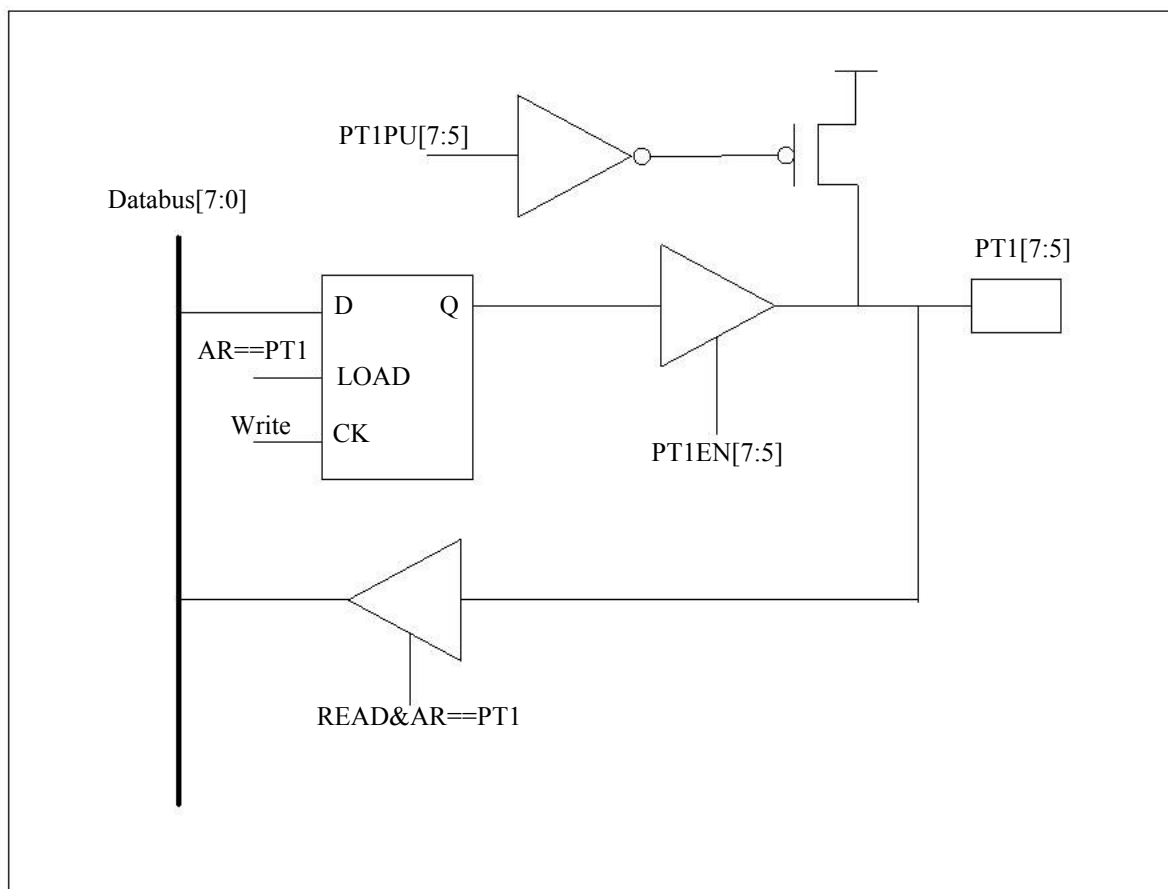 PT1PU[7:5]
Databus[7:0]
PT1[7:5]
D
Q
AR==PT1
LOAD
Write
CK
PT1EN[7:5]
READ&AR==PT1